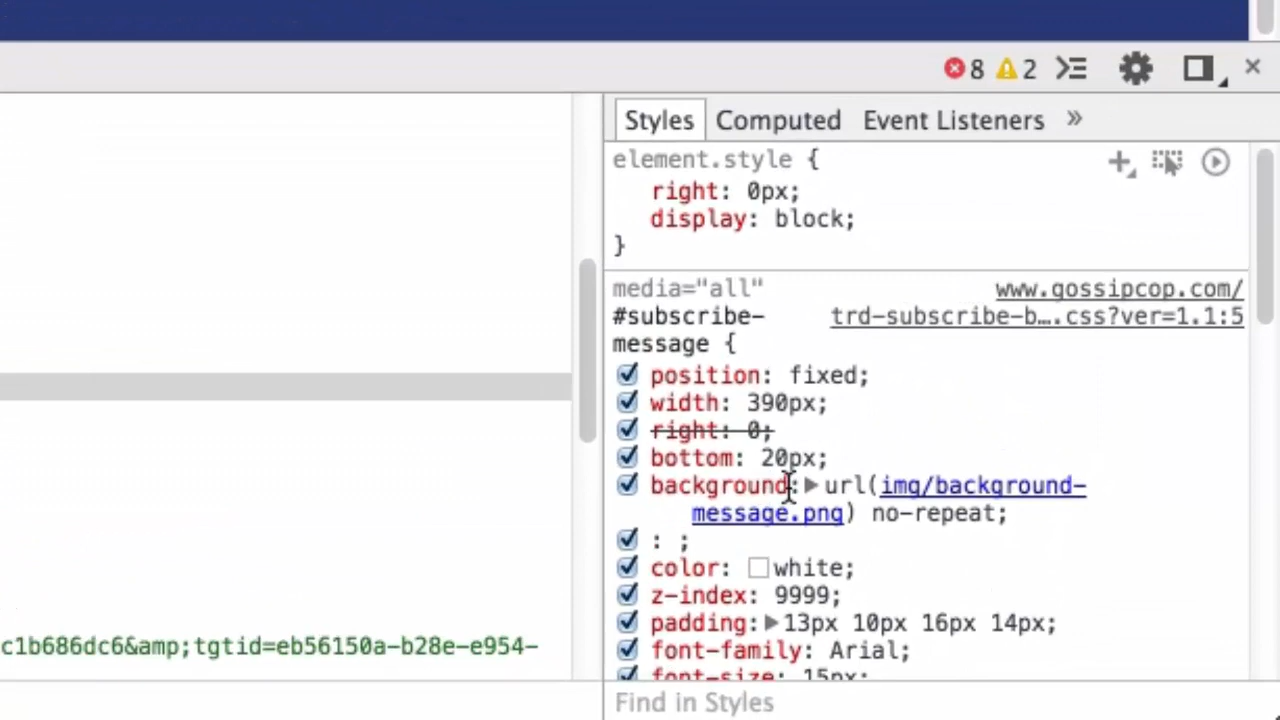 8 2
Styles Computed Event Listeners »
element.style {
right: 0px;
display: block;
}
media="all" www.gossipcop.com/
#subscribe- trd-subscribe-b….css?ver=1.1:5
message {
position: fixed;
width: 390px;
right: 0;
bottom: 20px;
background: url(img/background-
message.png) no-repeat;
: ;
color: white;
z-index: 9999;
padding: 13px 10px 16px 14px;
font-family: Arial;
c1b686dc6&amp;tgtid=eb56150a-b28e-e954-
font-size: 15px;
Find in Styles